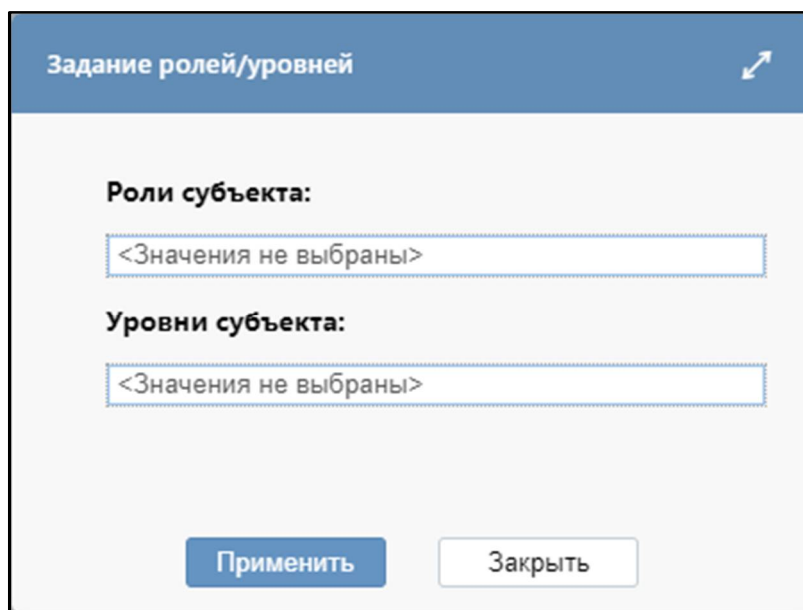 Задание ролей/уровней
Роли субъекта:
<Значения не выбраны>
Уровни субъекта:
<Значения не выбраны>
Применить Закрыть